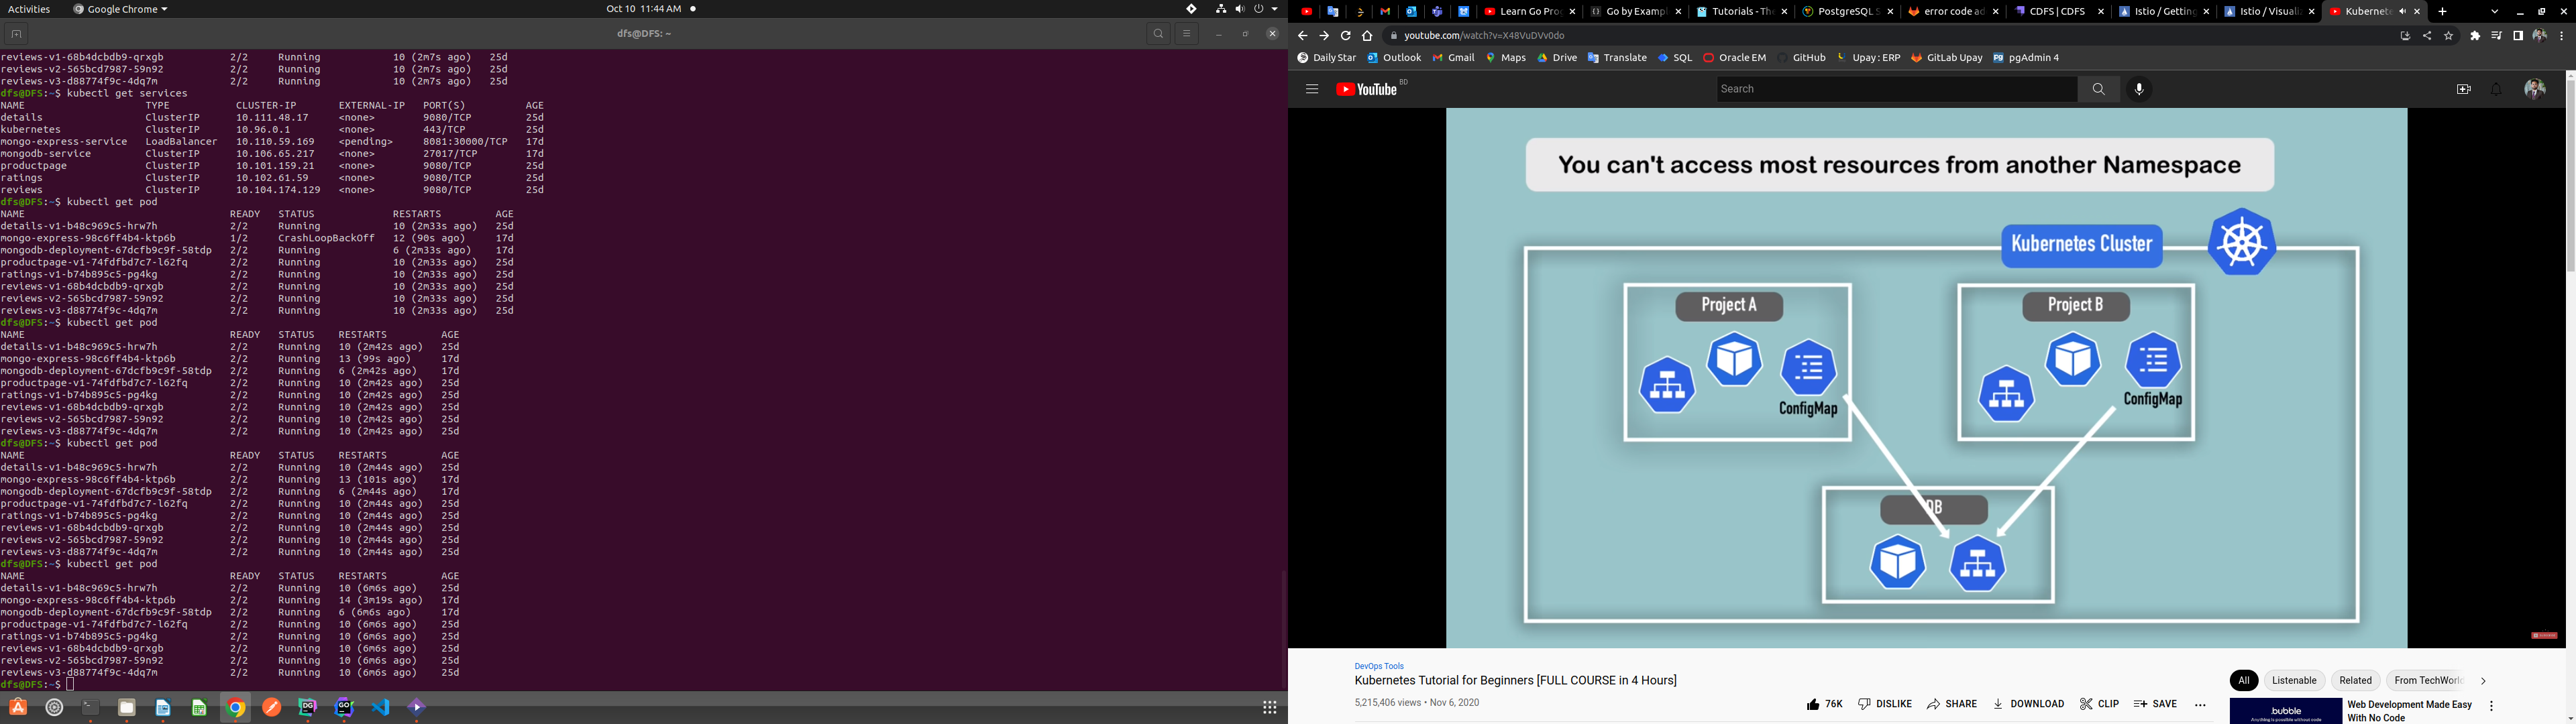 Activities Google Chrome Oct 10 11:44 AM
dfs@DFS: ~
reviews-v1-68b4dcbdb9-qrxgb 2/2 Running 10 (2m7s ago) 25d
reviews-v2-565bcd7987-59n92 2/2 Running 10 (2m7s ago) 25d
reviews-v3-d88774f9c-4dq7m 2/2 Running 10 (2m7s ago) 25d
dfs@DFS:~$ kubectl get services
NAME TYPE CLUSTER-IP EXTERNAL-IP PORT(S) AGE
details ClusterIP 10.111.48.17 <none> 9080/TCP 25d
kubernetes ClusterIP 10.96.0.1 <none> 443/TCP 25d
mongo-express-service LoadBalancer 10.110.59.169 <pending> 8081:30000/TCP 17d
mongodb-service ClusterIP 10.106.65.217 <none> 27017/TCP 17d
productpage ClusterIP 10.101.159.21 <none> 9080/TCP 25d
ratings ClusterIP 10.102.61.59 <none> 9080/TCP 25d
reviews ClusterIP 10.104.174.129 <none> 9080/TCP 25d
dfs@DFS:~$ kubectl get pod
NAME READY STATUS RESTARTS AGE
details-v1-b48c969c5-hrw7h 2/2 Running 10 (2m33s ago) 25d
mongo-express-98c6ff4b4-ktp6b 1/2 CrashLoopBackOff 12 (90s ago) 17d
mongodb-deployment-67dcfb9c9f-58tdp 2/2 Running 6 (2m33s ago) 17d
productpage-v1-74fdfbd7c7-l62fq 2/2 Running 10 (2m33s ago) 25d
ratings-v1-b74b895c5-pg4kg 2/2 Running 10 (2m33s ago) 25d
reviews-v1-68b4dcbdb9-qrxgb 2/2 Running 10 (2m33s ago) 25d
reviews-v2-565bcd7987-59n92 2/2 Running 10 (2m33s ago) 25d
reviews-v3-d88774f9c-4dq7m 2/2 Running 10 (2m33s ago) 25d
dfs@DFS:~$ kubectl get pod
NAME READY STATUS RESTARTS AGE
details-v1-b48c969c5-hrw7h 2/2 Running 10 (2m42s ago) 25d
mongo-express-98c6ff4b4-ktp6b 2/2 Running 13 (99s ago) 17d
mongodb-deployment-67dcfb9c9f-58tdp 2/2 Running 6 (2m42s ago) 17d
productpage-v1-74fdfbd7c7-l62fq 2/2 Running 10 (2m42s ago) 25d
ratings-v1-b74b895c5-pg4kg 2/2 Running 10 (2m42s ago) 25d
reviews-v1-68b4dcbdb9-qrxgb 2/2 Running 10 (2m42s ago) 25d
reviews-v2-565bcd7987-59n92 2/2 Running 10 (2m42s ago) 25d
reviews-v3-d88774f9c-4dq7m 2/2 Running 10 (2m42s ago) 25d
dfs@DFS:~$ kubectl get pod
NAME READY STATUS RESTARTS AGE
details-v1-b48c969c5-hrw7h 2/2 Running 10 (2m44s ago) 25d
mongo-express-98c6ff4b4-ktp6b 2/2 Running 13 (101s ago) 17d
mongodb-deployment-67dcfb9c9f-58tdp 2/2 Running 6 (2m44s ago) 17d
productpage-v1-74fdfbd7c7-l62fq 2/2 Running 10 (2m44s ago) 25d
ratings-v1-b74b895c5-pg4kg 2/2 Running 10 (2m44s ago) 25d
reviews-v1-68b4dcbdb9-qrxgb 2/2 Running 10 (2m44s ago) 25d
reviews-v2-565bcd7987-59n92 2/2 Running 10 (2m44s ago) 25d
reviews-v3-d88774f9c-4dq7m 2/2 Running 10 (2m44s ago) 25d
dfs@DFS:~$ kubectl get pod
NAME READY STATUS RESTARTS AGE
details-v1-b48c969c5-hrw7h 2/2 Running 10 (6m6s ago) 25d
mongo-express-98c6ff4b4-ktp6b 2/2 Running 14 (3m19s ago) 17d
mongodb-deployment-67dcfb9c9f-58tdp 2/2 Running 6 (6m6s ago) 17d
productpage-v1-74fdfbd7c7-l62fq 2/2 Running 10 (6m6s ago) 25d
ratings-v1-b74b895c5-pg4kg 2/2 Running 10 (6m6s ago) 25d
reviews-v1-68b4dcbdb9-qrxgb 2/2 Running 10 (6m6s ago) 25d
reviews-v2-565bcd7987-59n92 2/2 Running 10 (6m6s ago) 25d
reviews-v3-d88774f9c-4dq7m 2/2 Running 10 (6m6s ago) 25d
dfs@DFS:~$
Learn Go Pro Go by Examp Tutorials - The PostgreSQL S error code ad CDFS | CDFS Istio / Getting Istio / Visuali Kubernete
youtube.com/watch?v=X48VuDVv0do
Daily Star Outlook Gmail Maps Drive Translate SQL Oracle EM GitHub Upay : ERP GitLab Upay pgAdmin 4
YouTube BD Search
You can't access most resources from another Namespace
Kubernetes Cluster
Project A Project B
ConfigMap ConfigMap
DB
DevOps Tools
Kubernetes Tutorial for Beginners [FULL COURSE in 4 Hours]
5,215,406 views • Nov 6, 2020
76K DISLIKE SHARE DOWNLOAD CLIP SAVE
All Listenable Related From TechWorld
.bubble
Anything is possible without code!
Web Development Made Easy
With No Code